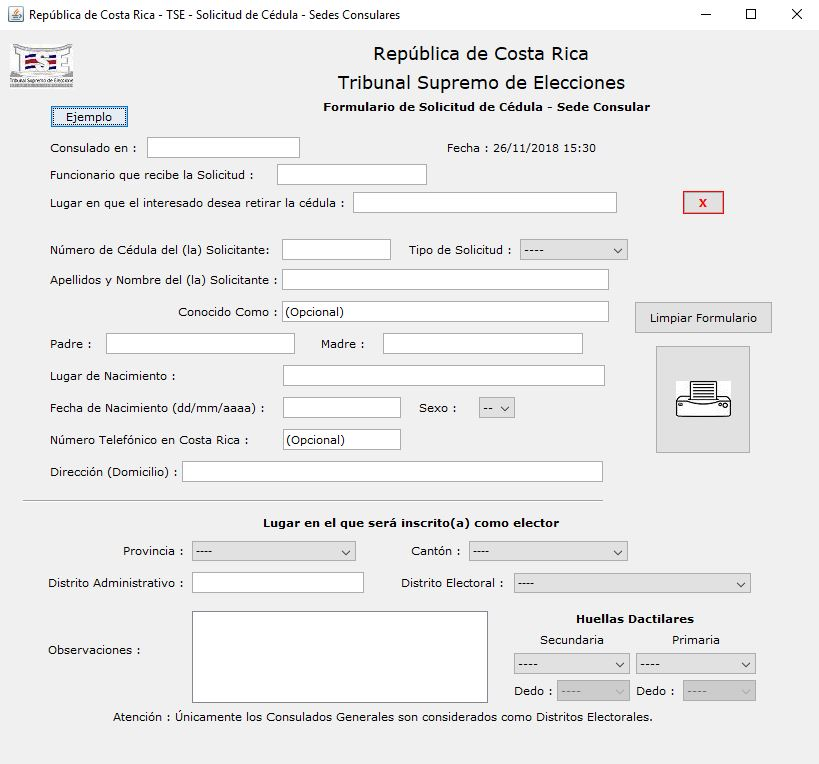 República de Costa Rica - TSE - Solicitud de Cédula - Sedes Consulares
TSE
Tribunal Supremo de Elecciones
República de Costa Rica
Tribunal Supremo de Elecciones
Formulario de Solicitud de Cédula - Sede Consular
Ejemplo
Consulado en :
Fecha : 26/11/2018 15:30
Funcionario que recibe la Solicitud :
Lugar en que el interesado desea retirar la cédula :
X
Número de Cédula del (la) Solicitante:
Tipo de Solicitud : ----
Apellidos y Nombre del (la) Solicitante :
Conocido Como : (Opcional)
Limpiar Formulario
Padre :
Madre :
Lugar de Nacimiento :
Fecha de Nacimiento (dd/mm/aaaa) :
Sexo : --
Número Telefónico en Costa Rica : (Opcional)
Dirección (Domicilio) :
Lugar en el que será inscrito(a) como elector
Provincia : ----
Cantón : ----
Distrito Administrativo :
Distrito Electoral : ----
Observaciones :
Huellas Dactilares
Secundaria
Primaria
----
----
Dedo : ----
Dedo : ----
Atención : Únicamente los Consulados Generales son considerados como Distritos Electorales.